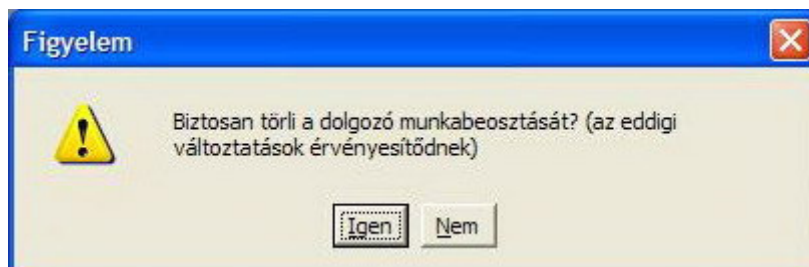 Figyelem
Biztosan törli a dolgozó munkabeosztását? (az eddigi
változtatások érvényesítődnek)
Igen Nem